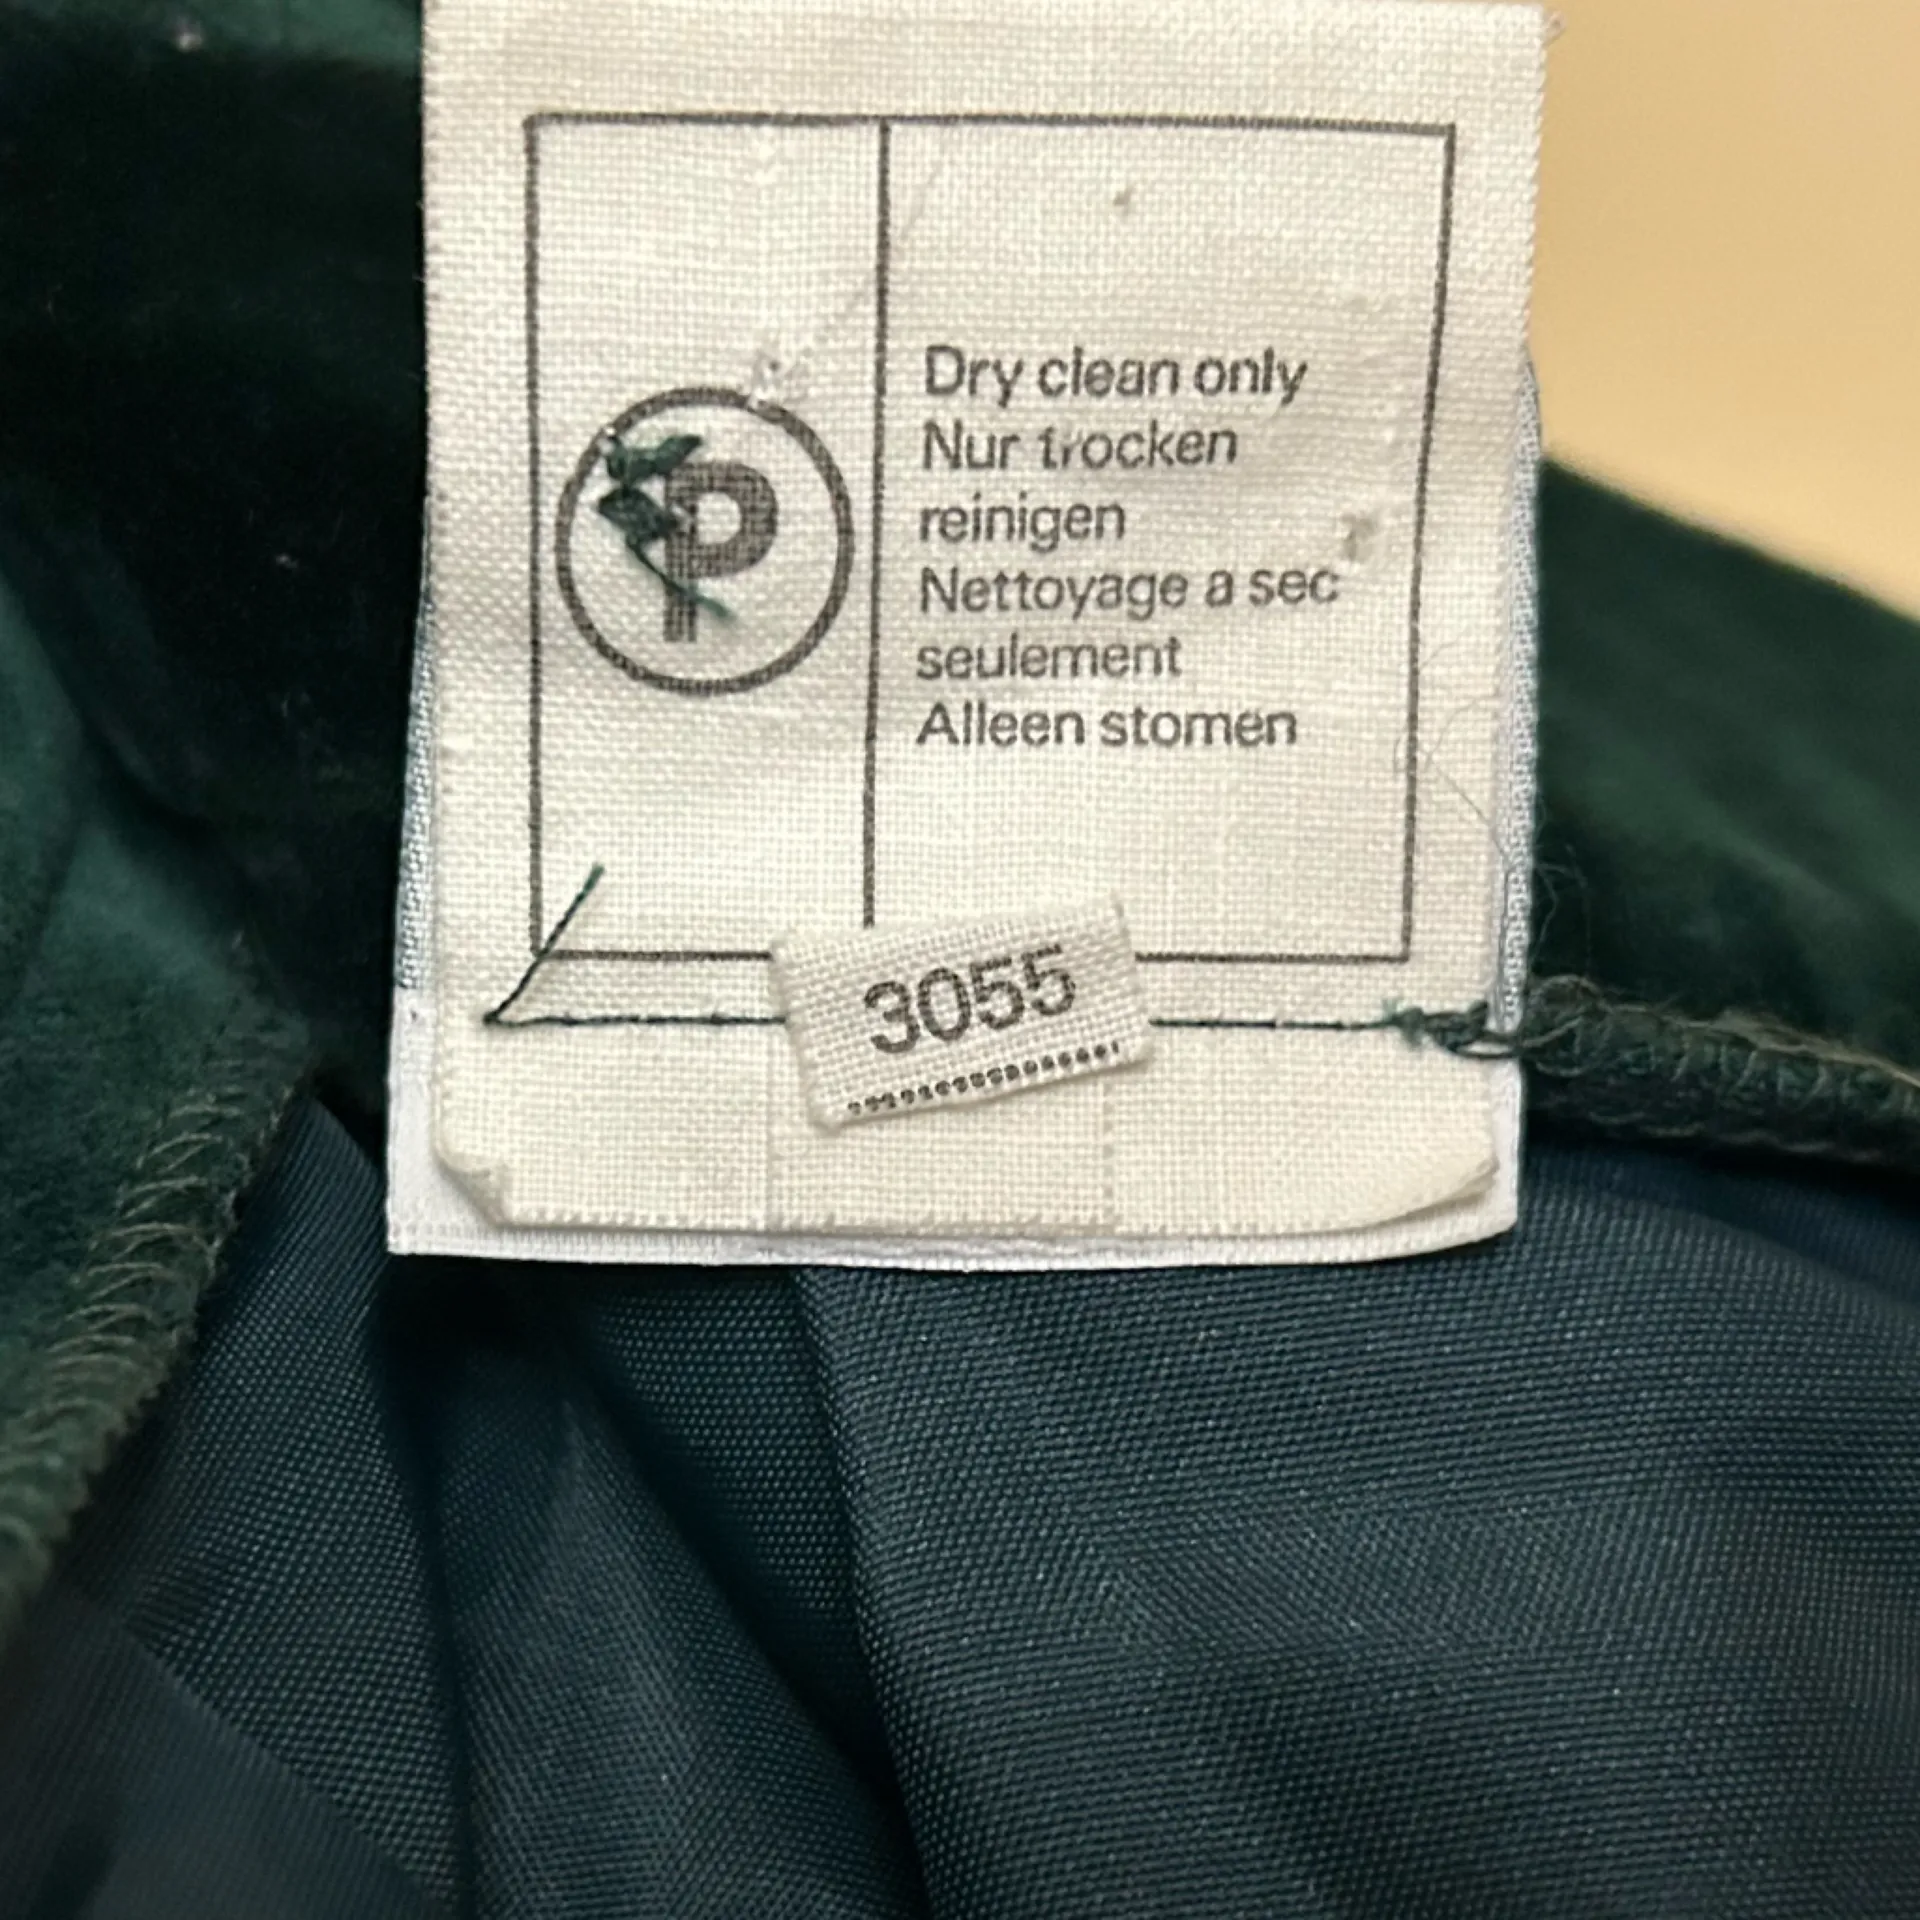 P
Dry clean only
Nur trocken
reinigen
Nettoyage a sec
seulement
Alleen stomen
3055